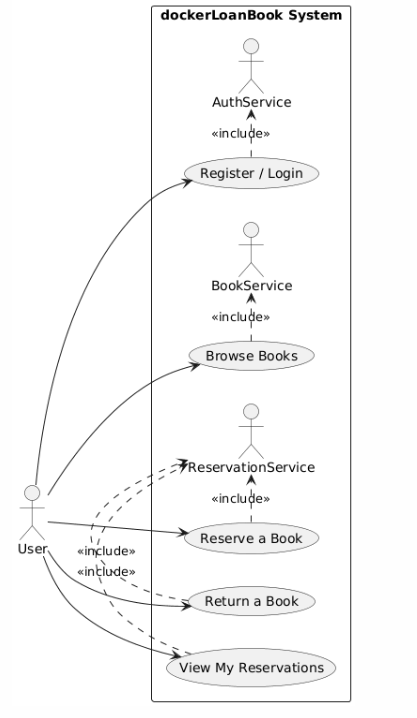 dockerLoanBook System
AuthService
«include»
Register / Login
BookService
«include»
Browse Books
ReservationService
«include»
Reserve a Book
User
«include»
«include»
Return a Book
View My Reservations